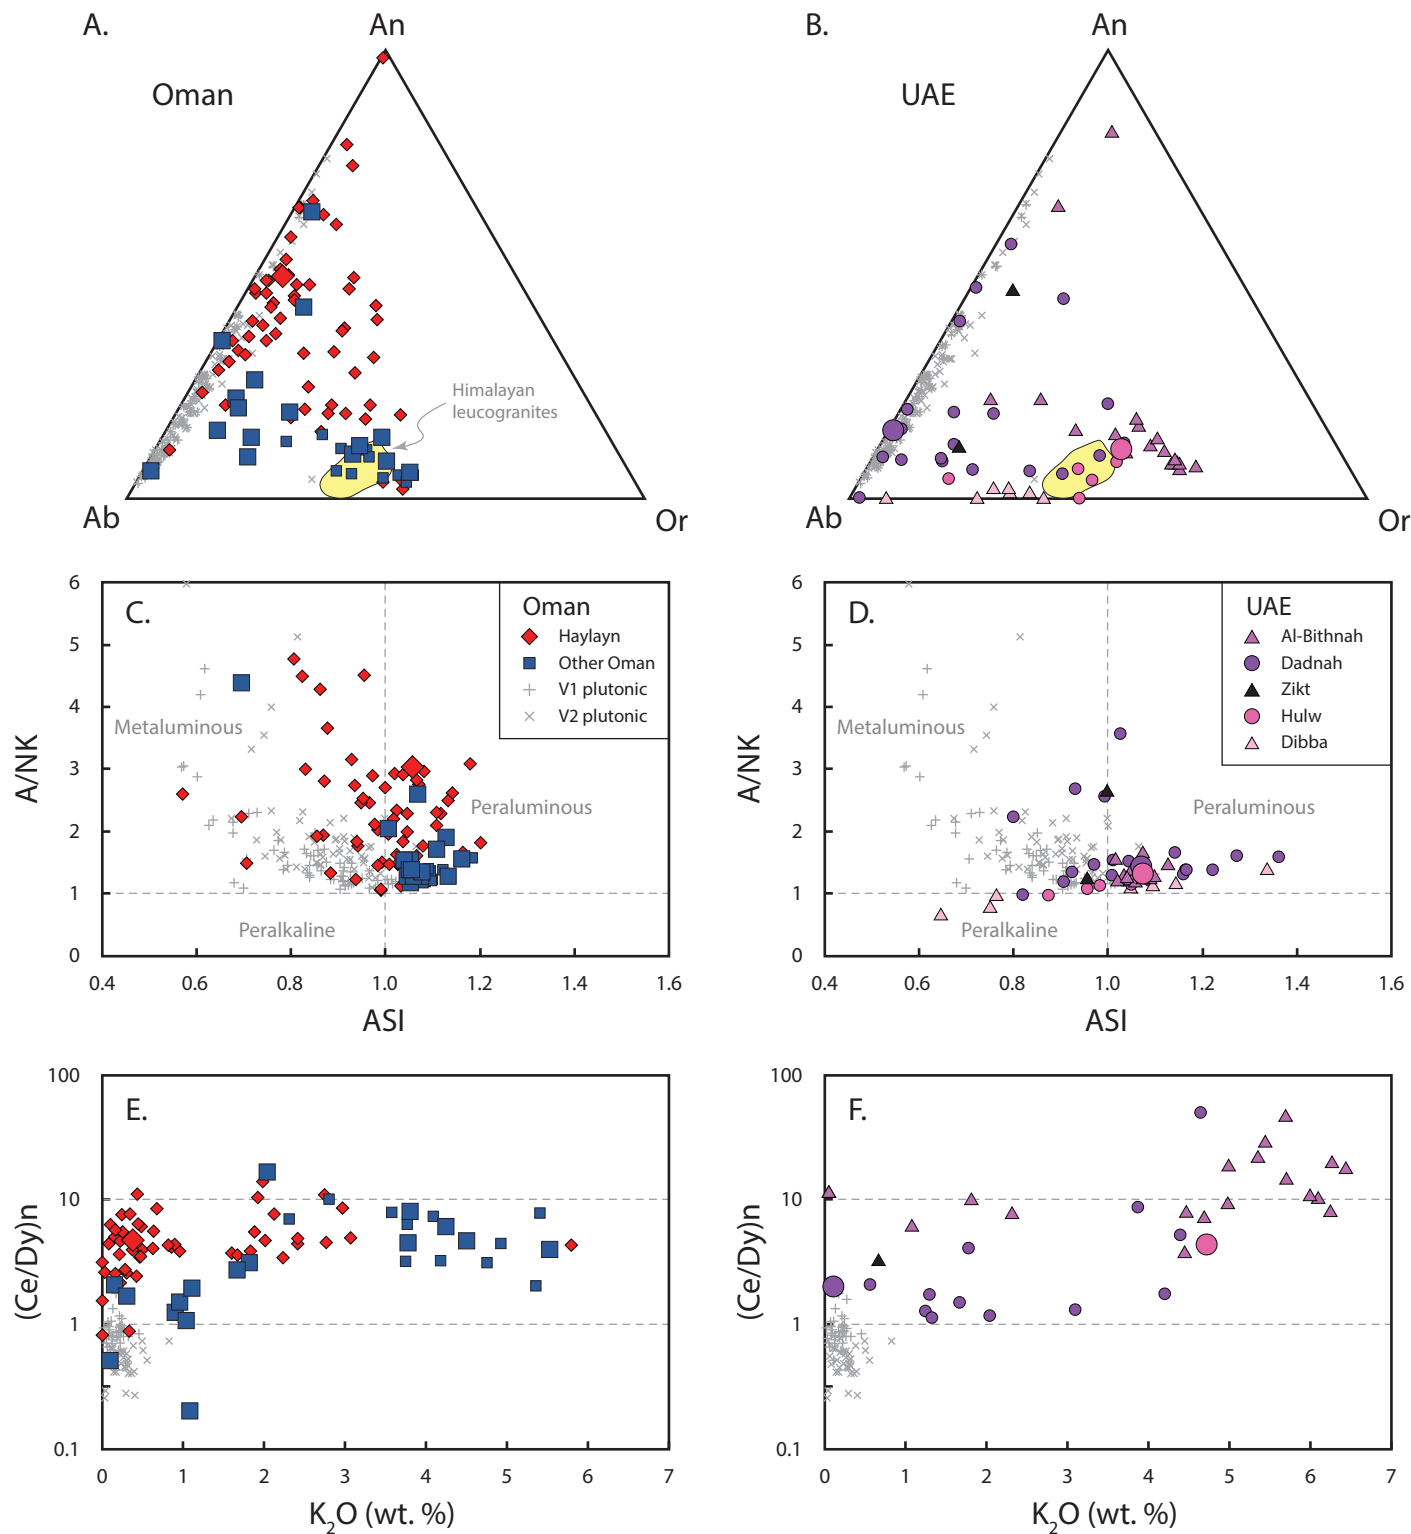 A.
An
Oman
Himalayan
leucogranites
Ab
Or
B.
An
UAE
Ab
Or
6
5
4
3
2
1
0
A/NK
C.
Oman
Haylayn
Other Oman
V1 plutonic
V2 plutonic
Metaluminous
Peraluminous
Peralkaline
0.4
0.6
0.8
1.0
1.2
1.4
1.6
ASI
6
5
4
3
2
1
0
A/NK
D.
UAE
Al-Bithnah
Dadnah
Zikt
Hulw
Dibba
Metaluminous
Peraluminous
Peralkaline
0.4
0.6
0.8
1.0
1.2
1.4
1.6
ASI
100
10
1
0.1
(Ce/Dy)n
E.
0
1
2
3
4
5
6
7
K₂O (wt. %)
100
10
1
0.1
(Ce/Dy)n
F.
0
1
2
3
4
5
6
7
K₂O (wt. %)